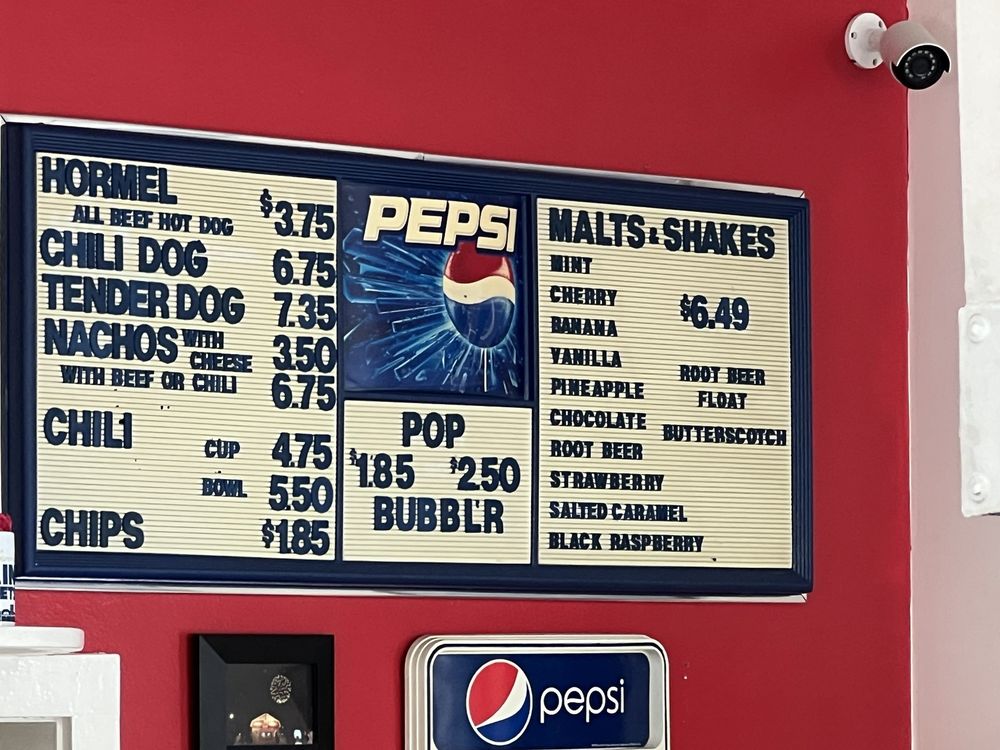 HORMEL
ALL BEEF HOT DOG $3.75
CHILI DOG 6.75
TENDER DOG 7.35
NACHOS WITH CHEESE 3.50
WITH BEEF OR CHILI 6.75
CHIL1
CUP 4.75
BOWL 5.50
CHIPS $1.85
PEPSI
POP
$1.85 $2.50
BUBBL'R
MALTS & SHAKES
MINT
CHERRY
BANANA
VANILLA
PINEAPPLE
CHOCOLATE
ROOT BEER
STRAWBERRY
SALTED CARAMEL
BLACK RASPBERRY
$6.49
ROOT BEER
FLOAT
BUTTERSCOTCH
pepsi